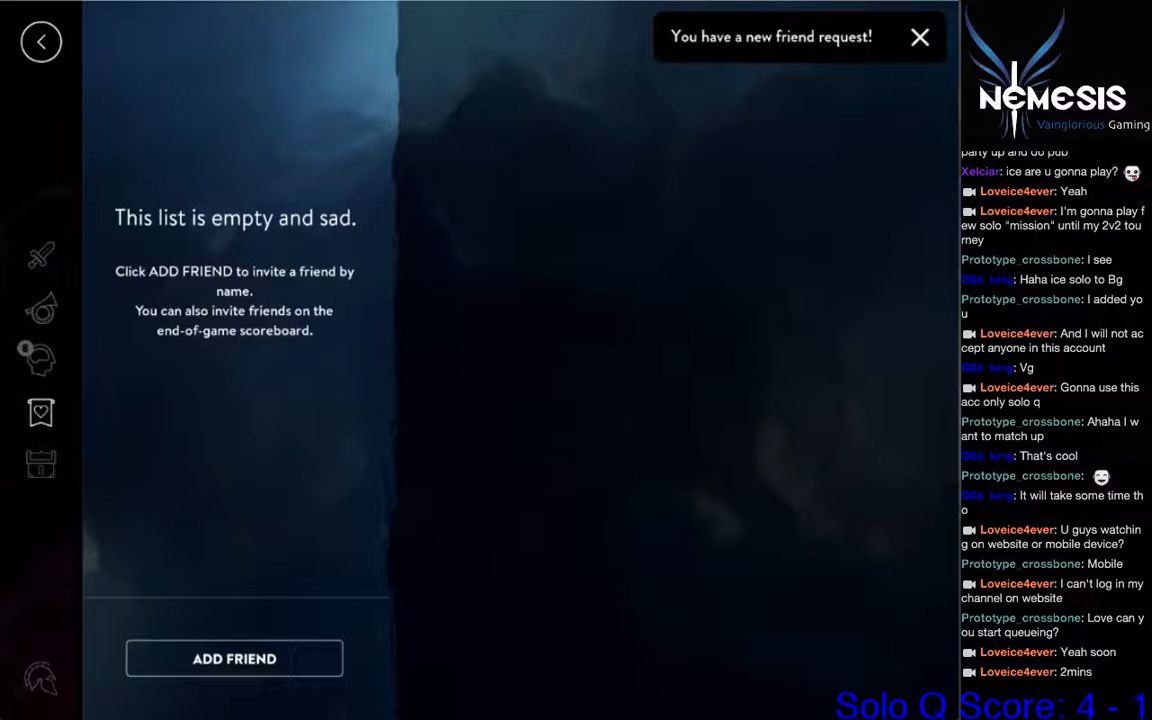 You have a new friend request!
This list is empty and sad.
Click ADD FRIEND to invite a friend by
name.
You can also invite friends on the
end-of-game scoreboard.
ADD FRIEND
NEMESIS
Vainglorious Gaming
party up and do pub
Xelciar: ice are u gonna play?
Loveice4ever: Yeah
Loveice4ever: I'm gonna play f
ew solo "mission" until my 2v2 tou
rney
Prototype_crossbone: I see
king: Haha ice solo to Bg
Prototype_crossbone: I added yo
u
Loveice4ever: And I will not ac
cept anyone in this account
king: Vg
Loveice4ever: Gonna use this
acc only solo q
Prototype_crossbone: Ahaha I w
ant to match up
king: That's cool
Prototype_crossbone:
king: It will take some time th
o
Loveice4ever: U guys watchin
g on website or mobile device?
Prototype_crossbone: Mobile
Loveice4ever: I can't log in my
channel on website
Prototype_crossbone: Love can y
ou start queueing?
Loveice4ever: Yeah soon
Loveice4ever: 2mins
Solo Q Score: 4 - 1